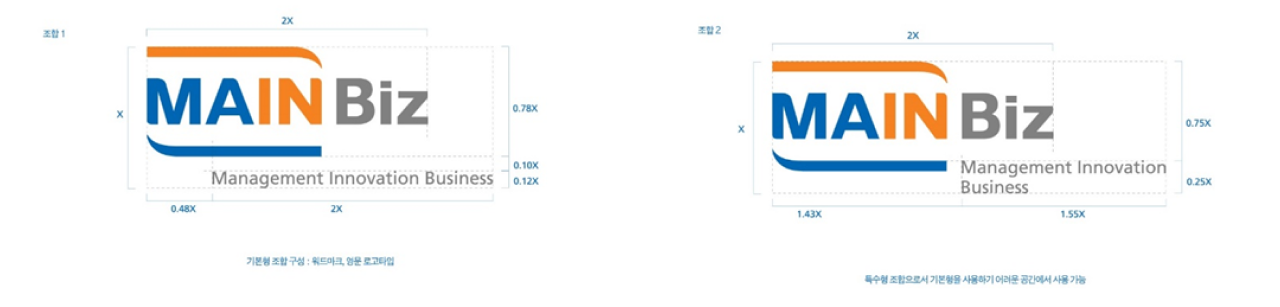 조합 1
2X
X
MAIN Biz
0.78X
0.10X
Management Innovation Business
0.12X
0.48X
2X
기본형 조합 구성 : 워드마크, 영문 로고타입
조합 2
2X
X
MAIN Biz
0.75X
Management Innovation
Business
0.25X
1.43X
1.55X
특수형 조합으로서 기본형을 사용하기 어려운 공간에서 사용 가능